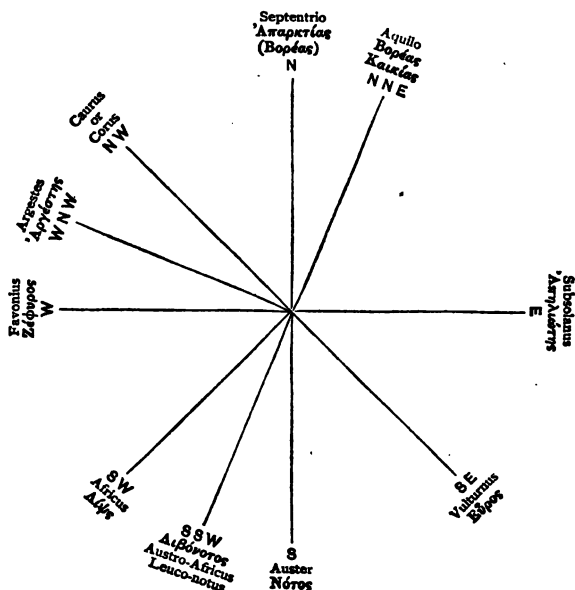 Septentrio
Ἀπαρκτίας
(Βορέας)
N
Aquilo
Βορέας
Καικίας
N N E
Caurus
or
Corus
N W
Argestes
Ἀργέστης
W N W
Favonius
Ζέφυρος
W
Subsolanus
Ἀπηλιώτης
E
S W
Africus
Λίψ
S S W
Λιβόνοτος
Austro-Africus
Leuco-notus
S
Auster
Νότος
S E
Vulturnus
Εὖρος